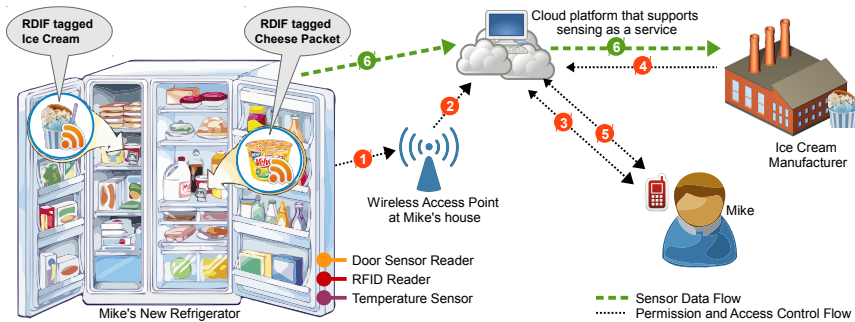 RDIF tagged
Ice Cream
RDIF tagged
Cheese Packet
Cloud platform that supports
sensing as a service
6
6
4
2
3
5
1
Ice Cream
Manufacturer
Wireless Access Point
at Mike's house
Mike
Door Sensor Reader
RFID Reader
Temperature Sensor
Mike's New Refrigerator
Sensor Data Flow
Permission and Access Control Flow